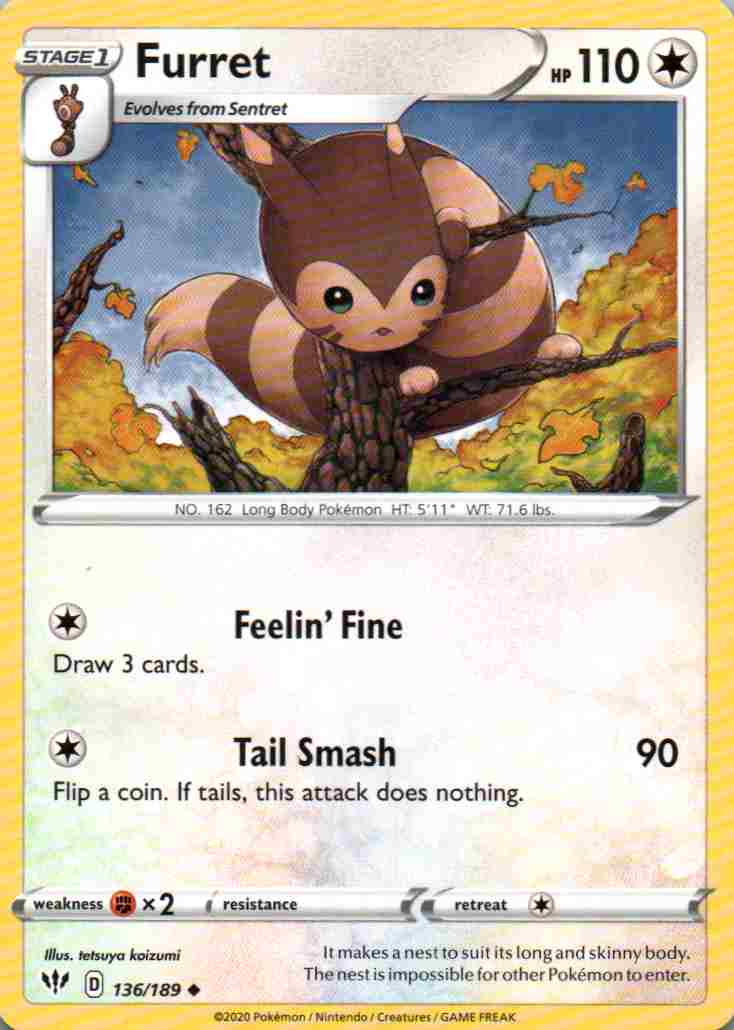 STAGE 1
Furret
HP 110
Evolves from Sentret
NO. 162 Long Body Pokémon HT: 5'11" WT: 71.6 lbs.
Feelin' Fine
Draw 3 cards.
Tail Smash 90
Flip a coin. If tails, this attack does nothing.
weakness ×2 resistance retreat
Illus. tetsuya koizumi
It makes a nest to suit its long and skinny body.
The nest is impossible for other Pokémon to enter.
D 136/189
©2020 Pokémon / Nintendo / Creatures / GAME FREAK